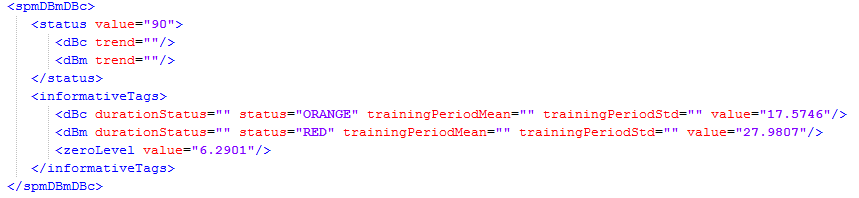 <spmDBmDBc>
<status value="90">
<dBc trend=""/>
<dBm trend=""/>
</status>
<informativeTags>
<dBc durationStatus="" status="ORANGE" trainingPeriodMean="" trainingPeriodStd="" value="17.5746"/>
<dBm durationStatus="" status="RED" trainingPeriodMean="" trainingPeriodStd="" value="27.9807"/>
<zeroLevel value="6.2901"/>
</informativeTags>
</spmDBmDBc>